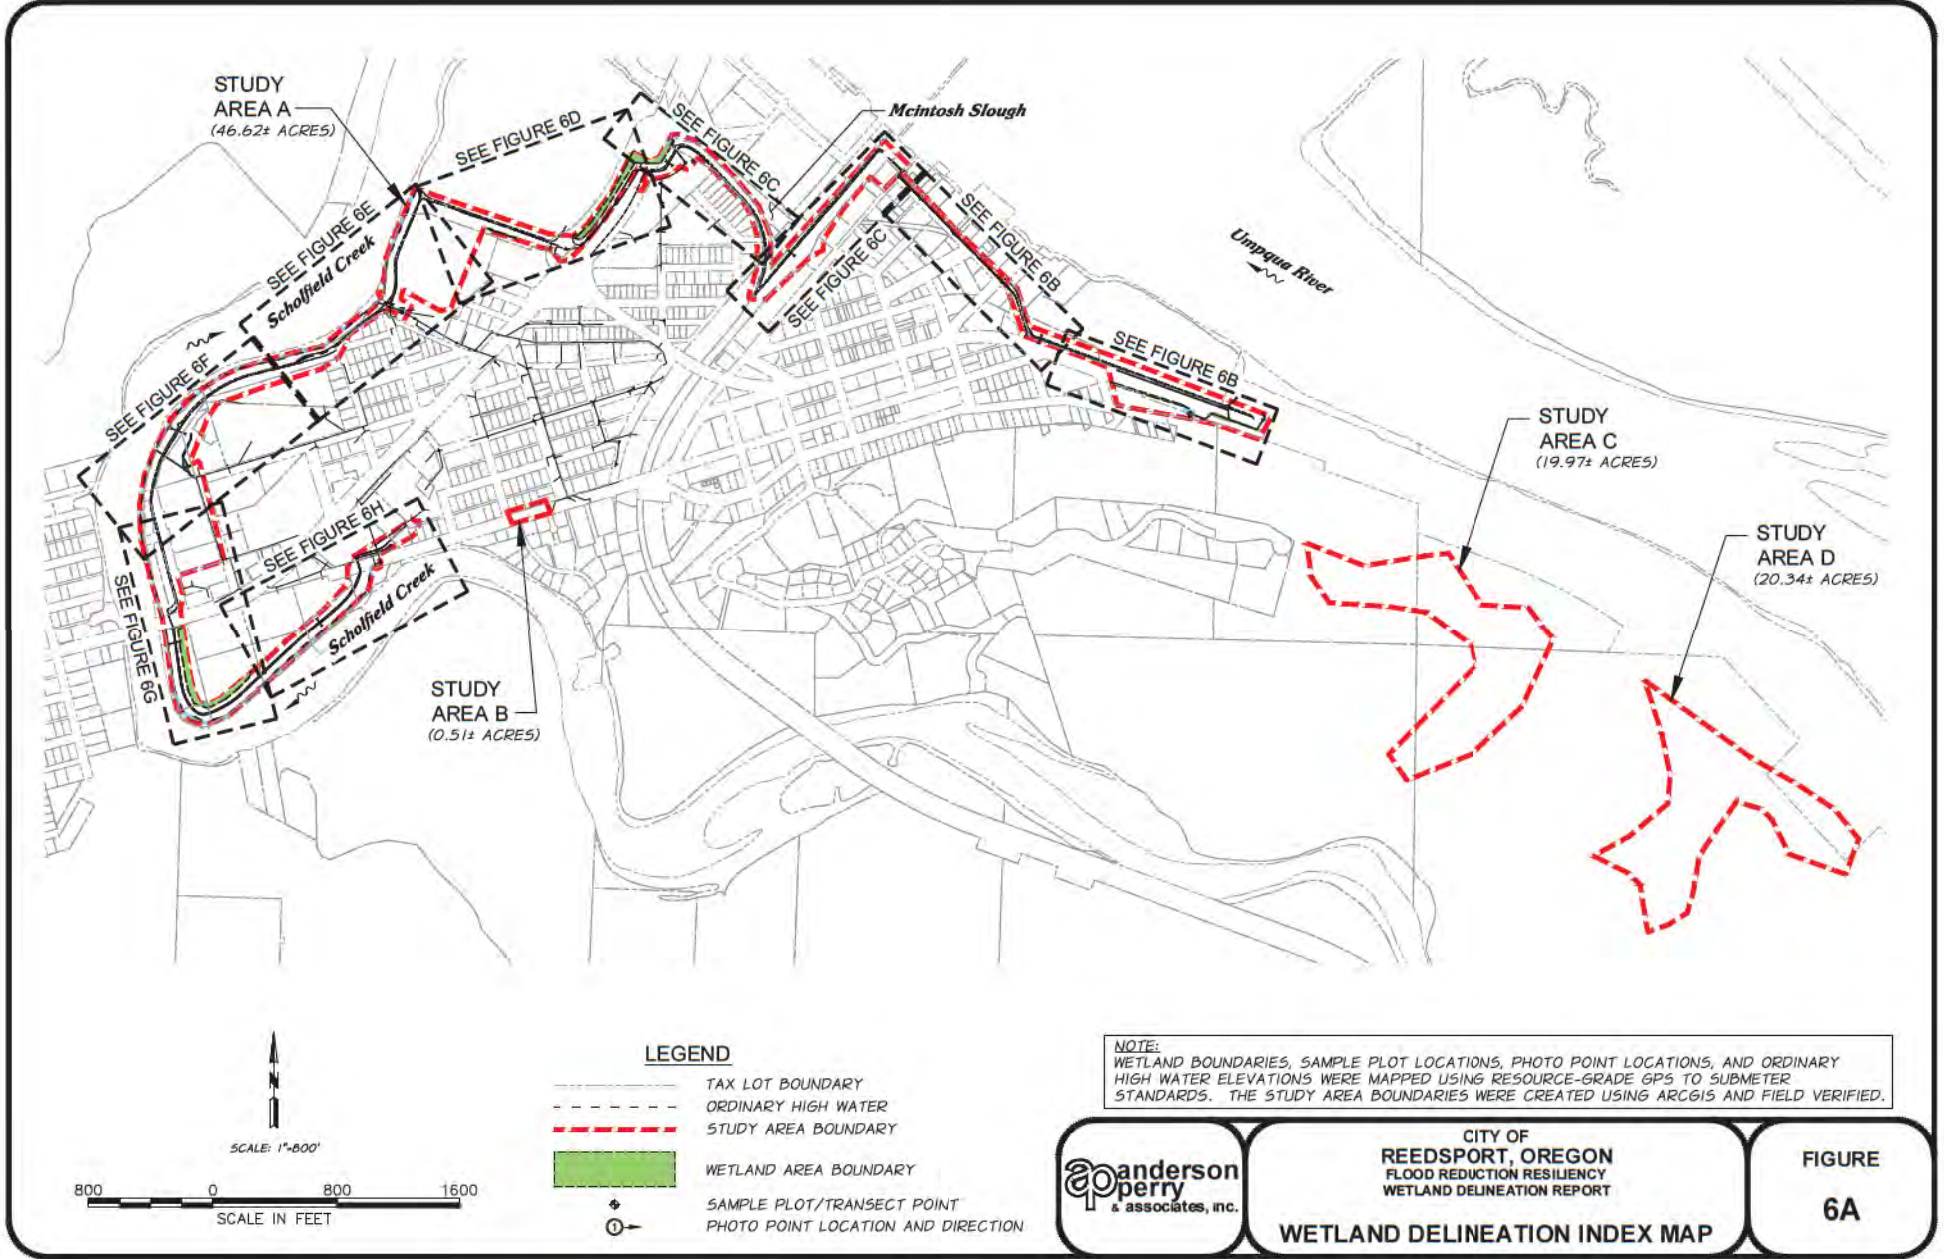 STUDY
AREA A
(46.62± ACRES)
SEE FIGURE 6D
SEE FIGURE 6C
Mcintosh Slough
SEE FIGURE 6E
Scholfield Creek
SEE FIGURE 6C
SEE FIGURE 6B
Umpqua River
SEE FIGURE 6F
SEE FIGURE 6B
STUDY
AREA C
(19.97± ACRES)
SEE FIGURE 6H
STUDY
AREA D
(20.34± ACRES)
SEE FIGURE 6G
Scholfield Creek
STUDY
AREA B
(0.51± ACRES)
N
SCALE: 1"=800'
800 0 800 1600
SCALE IN FEET
LEGEND
TAX LOT BOUNDARY
ORDINARY HIGH WATER
STUDY AREA BOUNDARY
WETLAND AREA BOUNDARY
SAMPLE PLOT/TRANSECT POINT
1 PHOTO POINT LOCATION AND DIRECTION
NOTE:
WETLAND BOUNDARIES, SAMPLE PLOT LOCATIONS, PHOTO POINT LOCATIONS, AND ORDINARY
HIGH WATER ELEVATIONS WERE MAPPED USING RESOURCE-GRADE GPS TO SUBMETER
STANDARDS. THE STUDY AREA BOUNDARIES WERE CREATED USING ARCGIS AND FIELD VERIFIED.
ap
anderson
perry
& associates, inc.
CITY OF
REEDSPORT, OREGON
FLOOD REDUCTION RESILIENCY
WETLAND DELINEATION REPORT
WETLAND DELINEATION INDEX MAP
FIGURE
6A